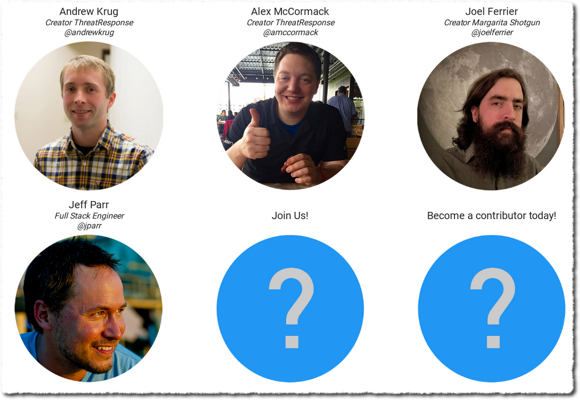 Andrew Krug
Creator ThreatResponse
@andrewkrug
Alex McCormack
Creator ThreatResponse
@amccormack
Joel Ferrier
Creator Margarita Shotgun
@joelferrier
Jeff Parr
Full Stack Engineer
@jparr
Join Us!
?
Become a contributor today!
?